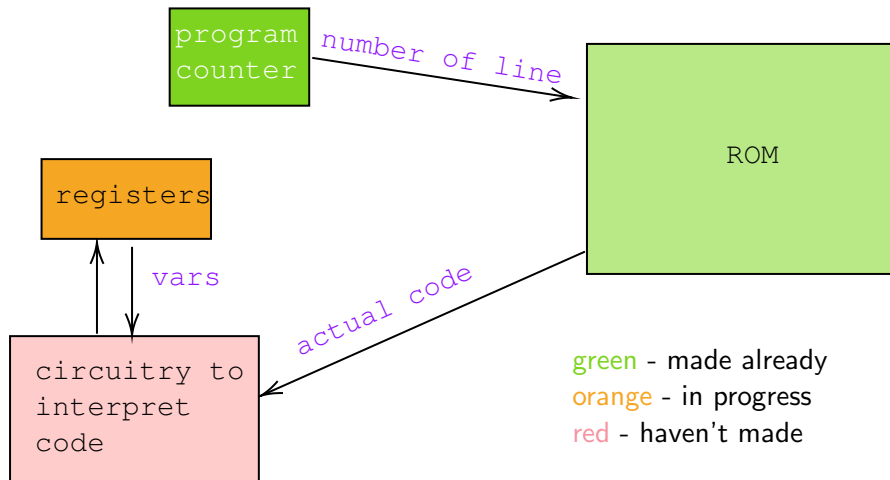 program
counter
number of line
ROM
registers
vars
actual code
circuitry to
interpret
code
green - made already
orange - in progress
red - haven't made